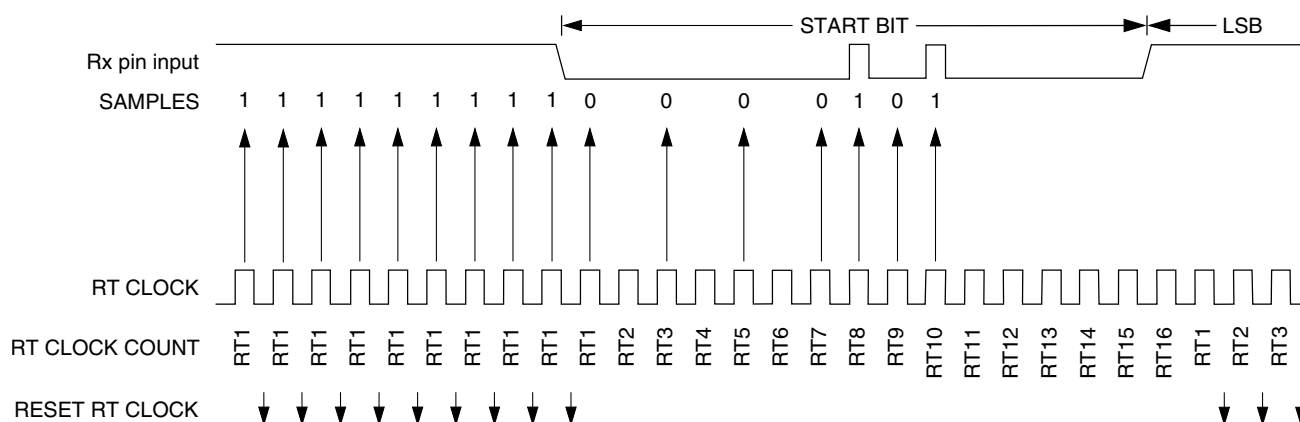 START BIT LSB
Rx pin input
SAMPLES 1 1 1 1 1 1 1 1 1 0 0 0 0 1 0 1
RT CLOCK
RT CLOCK COUNT RT1 RT1 RT1 RT1 RT1 RT1 RT1 RT1 RT1 RT1 RT2 RT3 RT4 RT5 RT6 RT7 RT8 RT9 RT10 RT11 RT12 RT13 RT14 RT15 RT16 RT1 RT2 RT3
RESET RT CLOCK